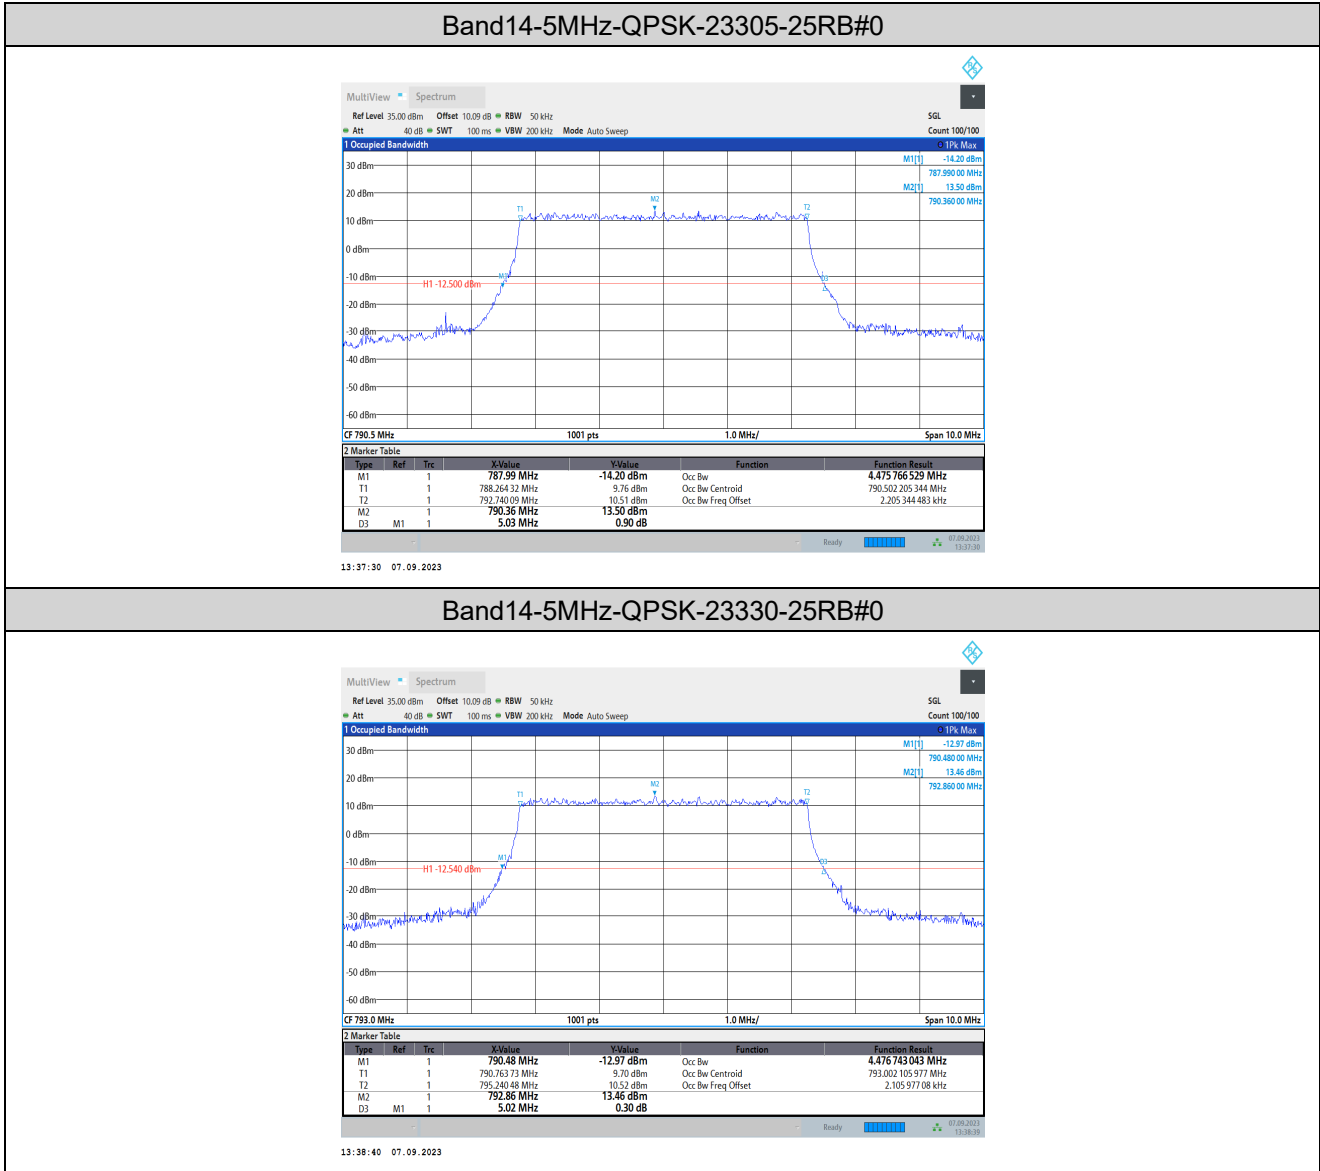 Band14-5MHz-QPSK-23305-25RB#0
MultiView Spectrum
Ref Level 35.00 dBm Offset 10.09 dB RBW 50 kHz SGL
Att 40 dB SWT 100 ms VBW 200 kHz Mode Auto Sweep Count 100/100
1 Occupied Bandwidth 1Pk Max
M1[1] -14.20 dBm
787.990 00 MHz
M2[1] 13.50 dBm
790.360 00 MHz
30 dBm
20 dBm
M2
T1 T2
10 dBm
0 dBm
-10 dBm
M1 D3
H1 -12.500 dBm
-20 dBm
-30 dBm
-40 dBm
-50 dBm
-60 dBm
CF 790.5 MHz 1001 pts 1.0 MHz/ Span 10.0 MHz
2 Marker Table
Type Ref Trc X-Value Y-Value Function Function Result
M1 1 787.99 MHz -14.20 dBm Occ Bw 4.475 766 529 MHz
T1 1 788.264 32 MHz 9.76 dBm Occ Bw Centroid 790.502 205 344 MHz
T2 1 792.740 09 MHz 10.51 dBm Occ Bw Freq Offset 2.205 344 483 kHz
M2 1 790.36 MHz 13.50 dBm
D3 M1 1 5.03 MHz 0.90 dB
Ready 07.09.2023
13:37:30
13:37:30 07.09.2023
Band14-5MHz-QPSK-23330-25RB#0
MultiView Spectrum
Ref Level 35.00 dBm Offset 10.09 dB RBW 50 kHz SGL
Att 40 dB SWT 100 ms VBW 200 kHz Mode Auto Sweep Count 100/100
1 Occupied Bandwidth 1Pk Max
M1[1] -12.97 dBm
790.480 00 MHz
M2[1] 13.46 dBm
792.860 00 MHz
30 dBm
20 dBm
M2
T1 T2
10 dBm
0 dBm
-10 dBm
M1 D3
H1 -12.540 dBm
-20 dBm
-30 dBm
-40 dBm
-50 dBm
-60 dBm
CF 793.0 MHz 1001 pts 1.0 MHz/ Span 10.0 MHz
2 Marker Table
Type Ref Trc X-Value Y-Value Function Function Result
M1 1 790.48 MHz -12.97 dBm Occ Bw 4.476 743 043 MHz
T1 1 790.763 73 MHz 9.70 dBm Occ Bw Centroid 793.002 105 977 MHz
T2 1 795.240 48 MHz 10.52 dBm Occ Bw Freq Offset 2.105 977 08 kHz
M2 1 792.86 MHz 13.46 dBm
D3 M1 1 5.02 MHz 0.30 dB
Ready 07.09.2023
13:38:39
13:38:40 07.09.2023